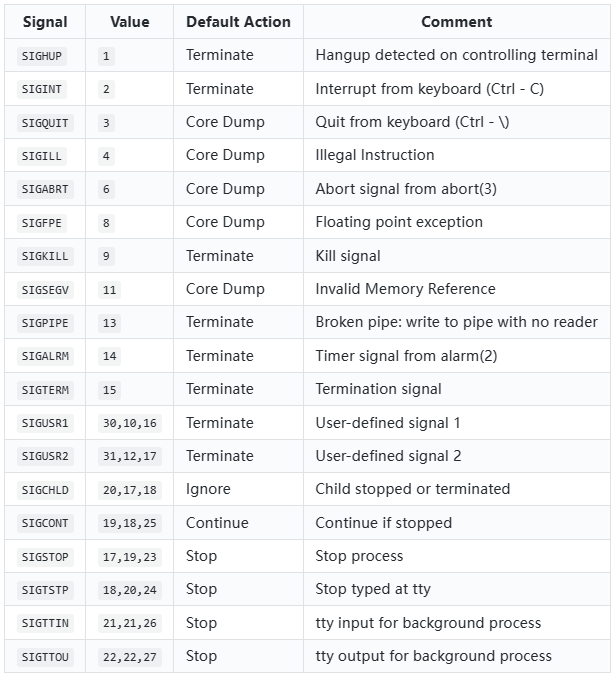 Signal Value Default Action Comment
SIGHUP 1 Terminate Hangup detected on controlling terminal
SIGINT 2 Terminate Interrupt from keyboard (Ctrl - C)
SIGQUIT 3 Core Dump Quit from keyboard (Ctrl - \)
SIGILL 4 Core Dump Illegal Instruction
SIGABRT 6 Core Dump Abort signal from abort(3)
SIGFPE 8 Core Dump Floating point exception
SIGKILL 9 Terminate Kill signal
SIGSEGV 11 Core Dump Invalid Memory Reference
SIGPIPE 13 Terminate Broken pipe: write to pipe with no reader
SIGALRM 14 Terminate Timer signal from alarm(2)
SIGTERM 15 Terminate Termination signal
SIGUSR1 30,10,16 Terminate User-defined signal 1
SIGUSR2 31,12,17 Terminate User-defined signal 2
SIGCHLD 20,17,18 Ignore Child stopped or terminated
SIGCONT 19,18,25 Continue Continue if stopped
SIGSTOP 17,19,23 Stop Stop process
SIGTSTP 18,20,24 Stop Stop typed at tty
SIGTTIN 21,21,26 Stop tty input for background process
SIGTTOU 22,22,27 Stop tty output for background process